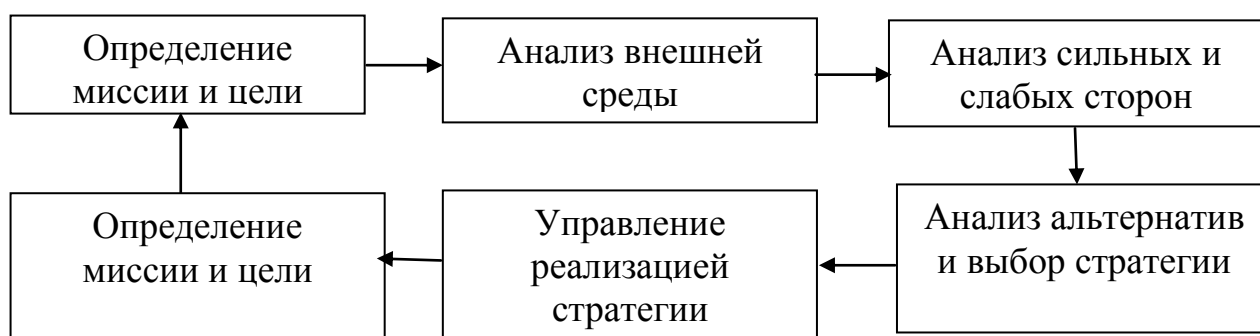 Определение
миссии и цели
Анализ внешней
среды
Анализ сильных и
слабых сторон
Определение
миссии и цели
Управление
реализацией
стратегии
Анализ альтернатив
и выбор стратегии